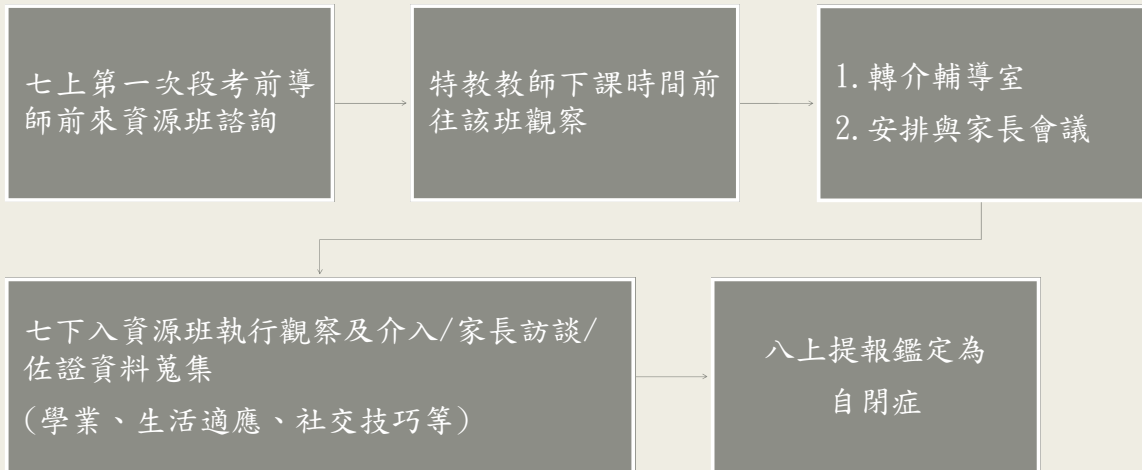 七上第一次段考前導
師前來資源班諮詢
特教教師下課時間前
往該班觀察
1.轉介輔導室
2.安排與家長會議
七下入資源班執行觀察及介入/家長訪談/
佐證資料蒐集
(學業、生活適應、社交技巧等)
八上提報鑑定為
自閉症